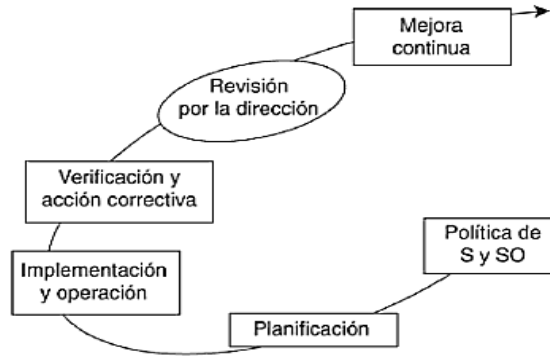 Mejora
continua
Revisión
por la dirección
Verificación y
acción correctiva
Política de
S y SO
Implementación
y operación
Planificación